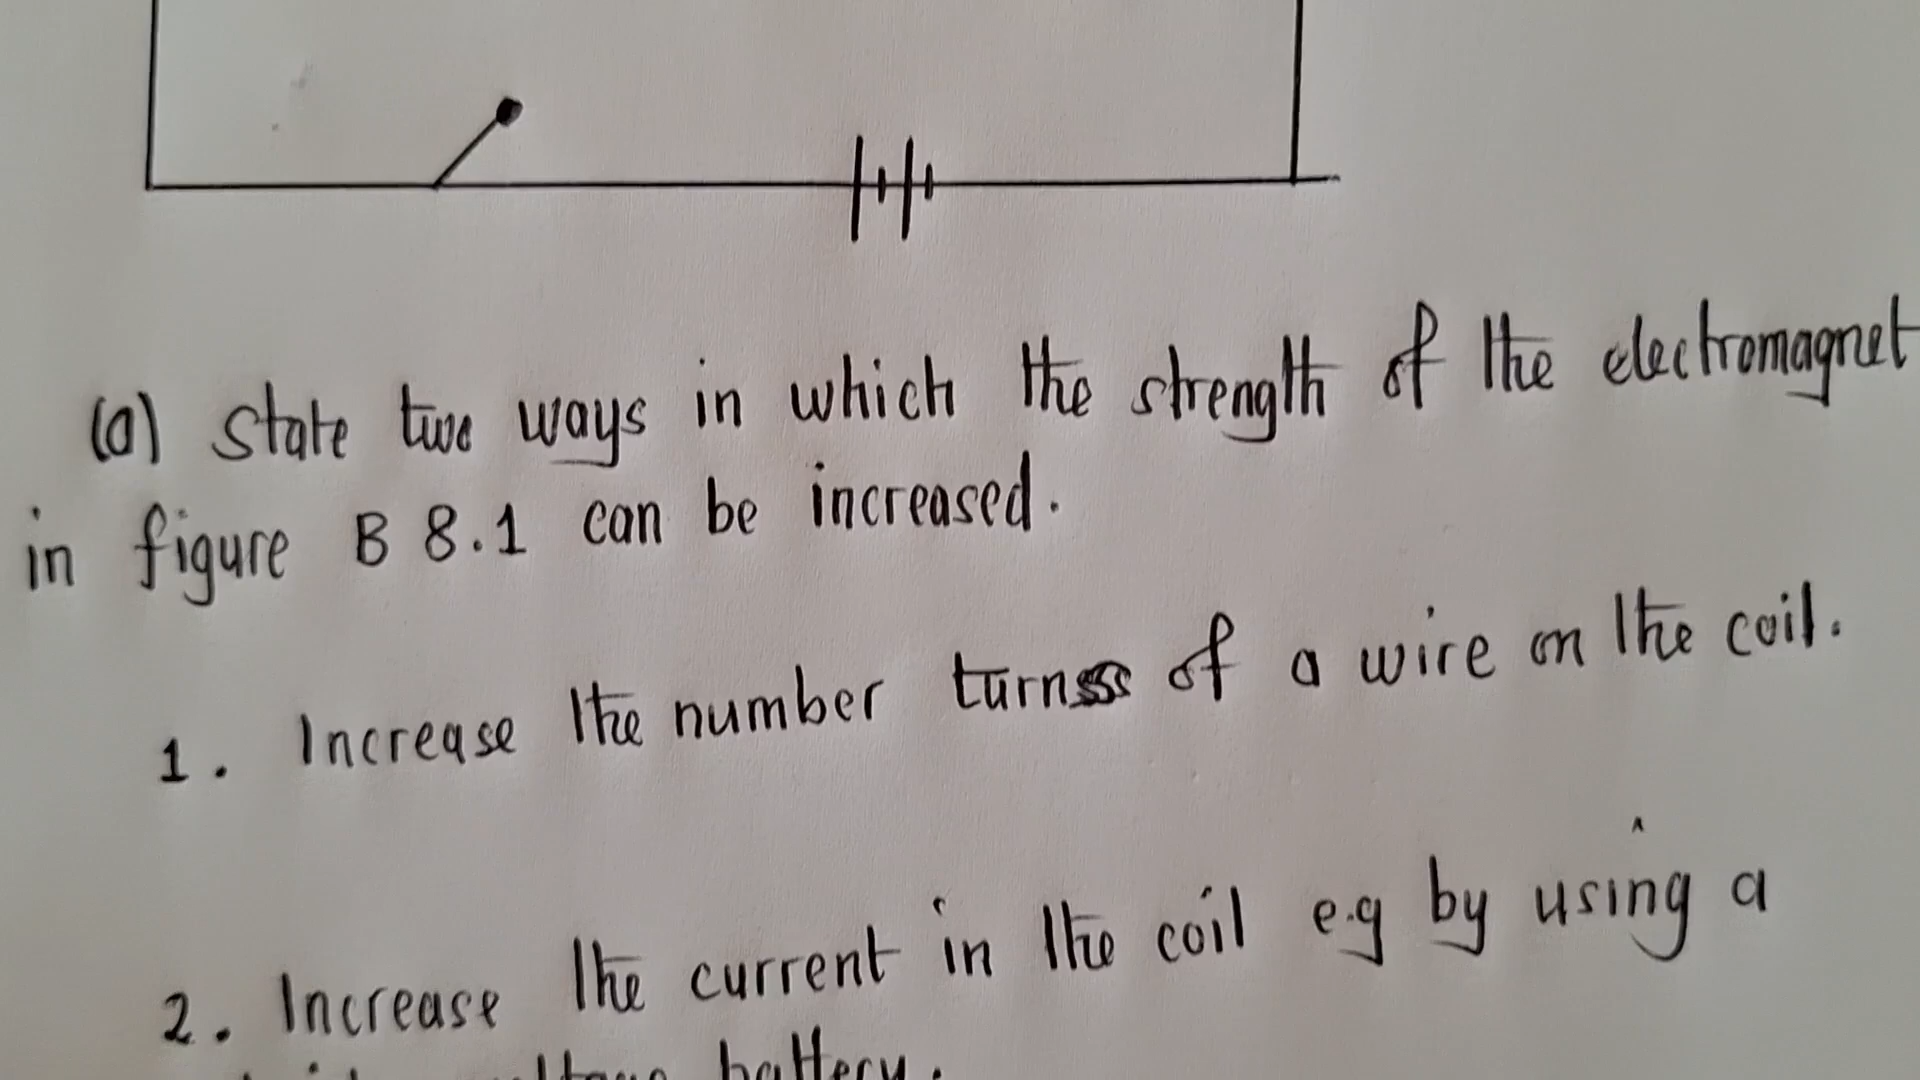 (a) state two ways in which the strength of the electromagnet
in figure B 8.1 can be increased.
1. Increase the number turns of a wire on the coil.
2. Increase the current in the coil e.g by using a
battery.